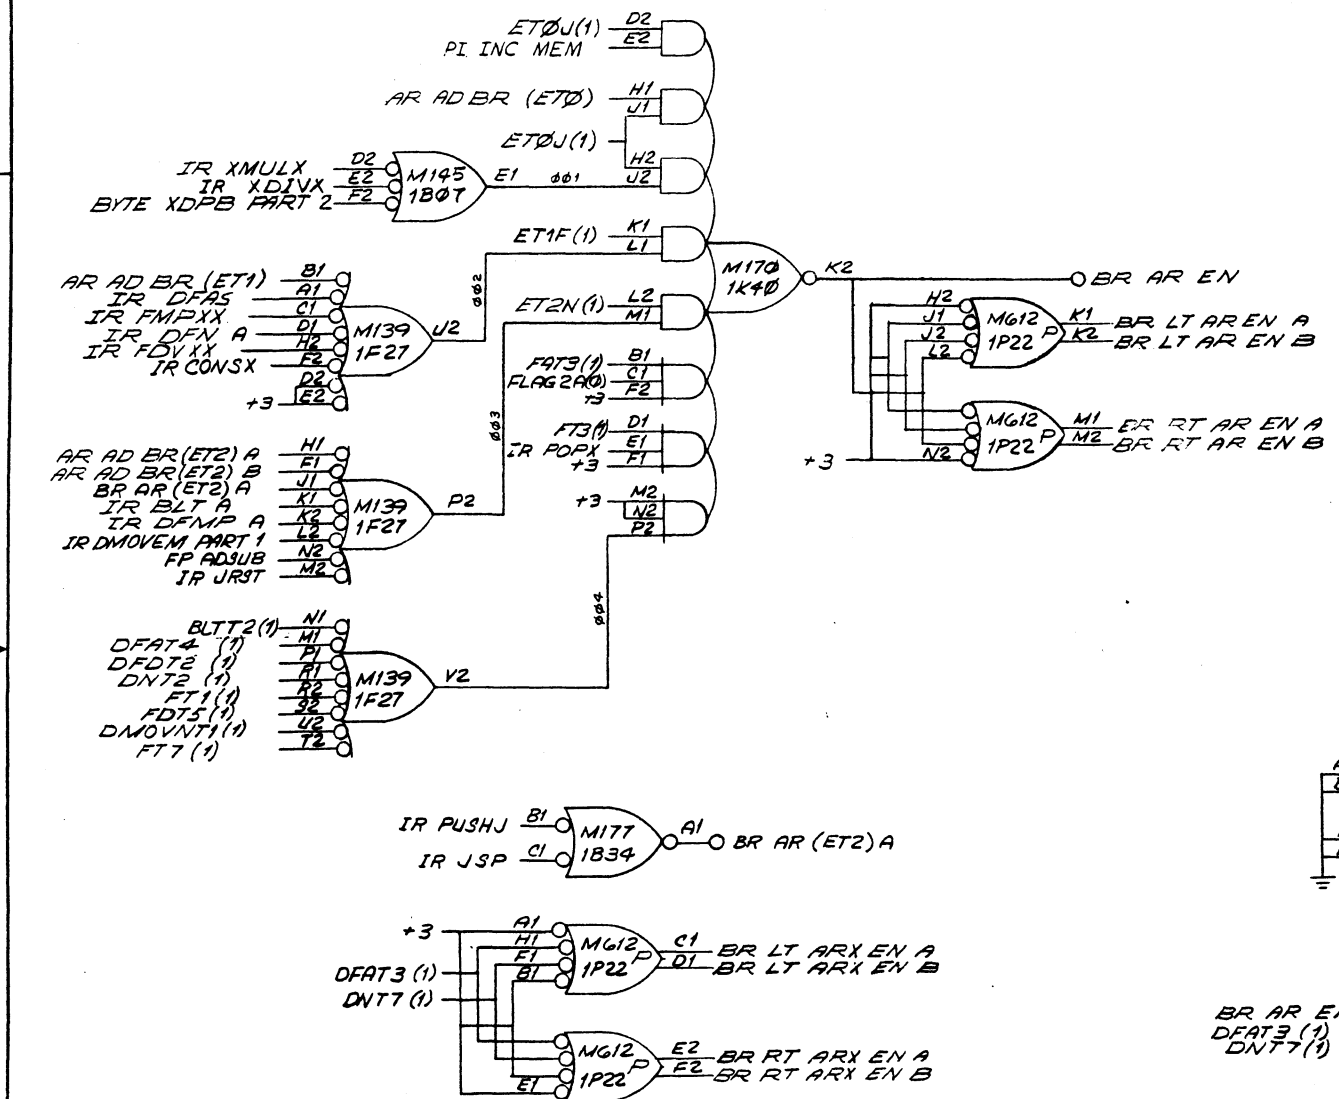 ETØJ(1) D2
PI INC MEM E2
AR AD BR (ETØ) H1
J1
ETØJ(1)
H2
J2
IR XMULX D2
IR XDIVX E2
BYTE XDPB PART 2 F2
M145
1BØ7
E1 ØØ1
ET1F(1) K1
L1
AR AD BR (ET1) B1
IR DFAS A1
IR FMPXX C1
IR DFN A D1
IR FDVXX H2
IR CONSX F2
D2
+3 E2
M139
1F27
U2 ØØ2
ET2N(1) L2
M1
M17Ø
1K4Ø
K2 BR AR EN
H2
J1
J2
L2
M612
1P22 P
K1 BR LT AR EN A
K2 BR LT AR EN B
FAT3(1) B1
FLAG2A(Ø) C1
+3 F2
FT3(1) D1
IR POPX E1
+3 F1
M612
1P22 P
M1 BR RT AR EN A
M2 BR RT AR EN B
+3 N2
+3 M2
N2
P2
AR AD BR(ET2) A H1
AR AD BR(ET2) B F1
BR AR(ET2) A J1
IR BLT A K1
IR DFMP A K2
IR DMOVEM PART 1 L2
FP ADSUB N2
IR JRST M2
M139
1F27
P2 ØØ3
BLTT2(1) N1
DFAT4 (1) M1
DFDT2 (1) P1
DNT2 (1) R1
FT1(1) R2
FDT5(1) S2
DMOVNT1(1) U2
FT7(1) T2
M139
1F27
V2 ØØ4
IR PUSHJ B1
IR JSP C1
M177
1B34
A1 BR AR(ET2)A
+3 A1
H1
F1
B1
DFAT3(1)
DNT7(1)
M612
1P22 P
C1 BR LT ARX EN A
D1 BR LT ARX EN B
M612
1P22 P
E2 BR RT ARX EN A
F2 BR RT ARX EN B
E1
BR AR EN
DFAT3(1)
DNT7(1)